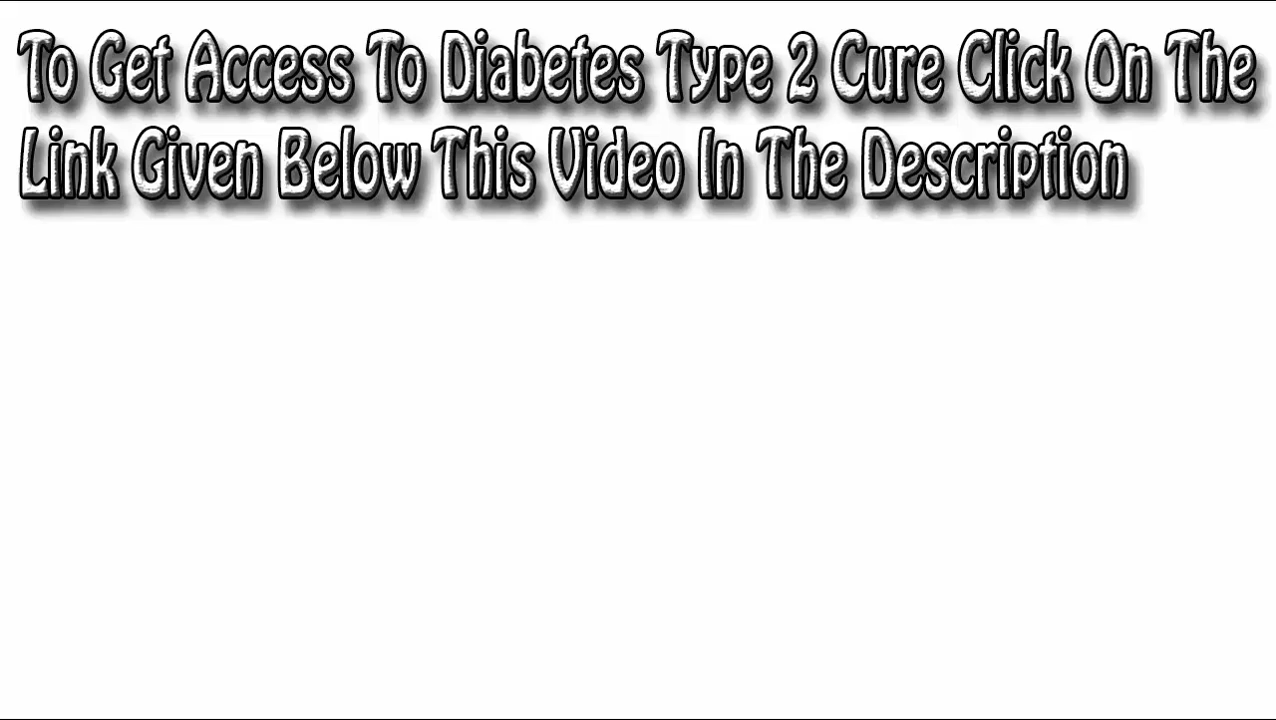 To Get Access To Diabetes Type 2 Cure Click On The
Link Given Below This Video In The Description